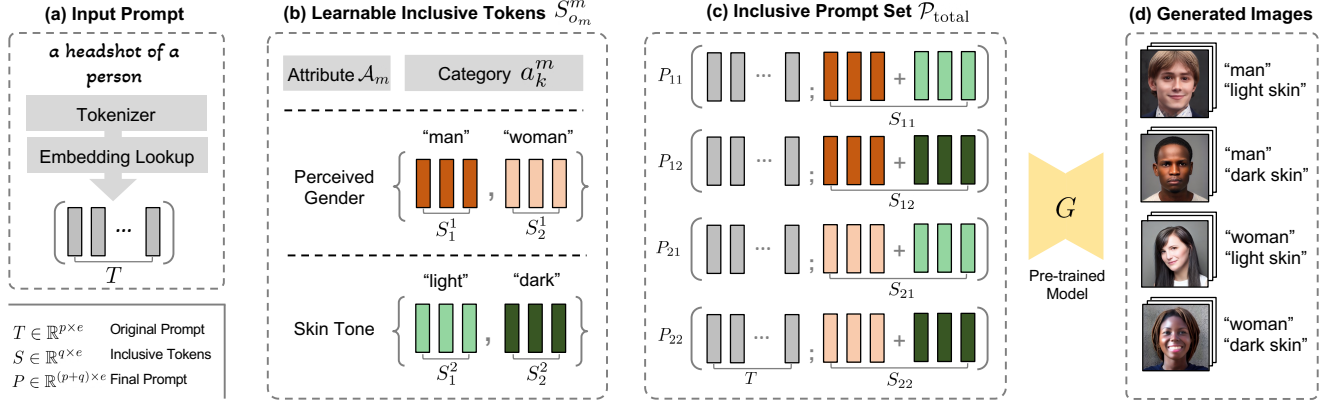 (a) Input Prompt
a headshot of a
person
Tokenizer
Embedding Lookup
...
T
T ∈ ℝ^{p×e} Original Prompt
S ∈ ℝ^{q×e} Inclusive Tokens
P ∈ ℝ^{(p+q)×e} Final Prompt
(b) Learnable Inclusive Tokens S^m_{o_m}
Attribute 𝒜_m Category a^m_k
"man" "woman"
Perceived
Gender
{ , }
S^1_1 S^1_2
"light" "dark"
Skin Tone
{ , }
S^2_1 S^2_2
(c) Inclusive Prompt Set 𝒫_total
P_11 ( ... ; + )
S_11
P_12 ( ... ; + )
S_12
P_21 ( ... ; + )
S_21
P_22 ( ... ; + )
T S_22
G
Pre-trained
Model
(d) Generated Images
"man"
"light skin"
"man"
"dark skin"
"woman"
"light skin"
"woman"
"dark skin"